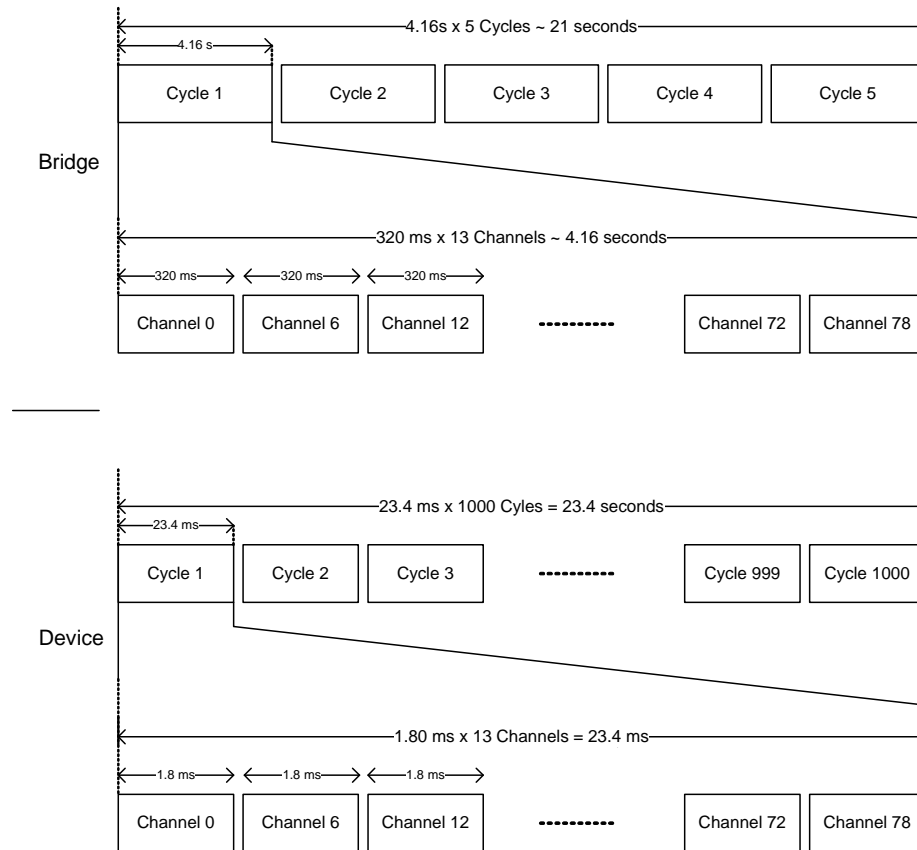 4.16s x 5 Cycles ~ 21 seconds
4.16 s
Cycle 1 Cycle 2 Cycle 3 Cycle 4 Cycle 5
Bridge
320 ms x 13 Channels ~ 4.16 seconds
320 ms 320 ms 320 ms
Channel 0 Channel 6 Channel 12 Channel 72 Channel 78
23.4 ms x 1000 Cyles = 23.4 seconds
23.4 ms
Cycle 1 Cycle 2 Cycle 3 Cycle 999 Cycle 1000
Device
1.80 ms x 13 Channels = 23.4 ms
1.8 ms 1.8 ms 1.8 ms
Channel 0 Channel 6 Channel 12 Channel 72 Channel 78